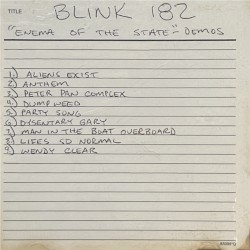 TITLE: BLINK 182
"ENEMA OF THE STATE" - DEMOS
1.) ALIENS EXIST
2.) ANTHEM
3.) PETER PAN COMPLEX
4.) DUMPWEED
5.) PARTY SONG
6.) DYSENTARY GARY
7.) MAN IN THE BOAT OVERBOARD
8.) LIFES SO NORMAL
9.) WENDY CLEAR